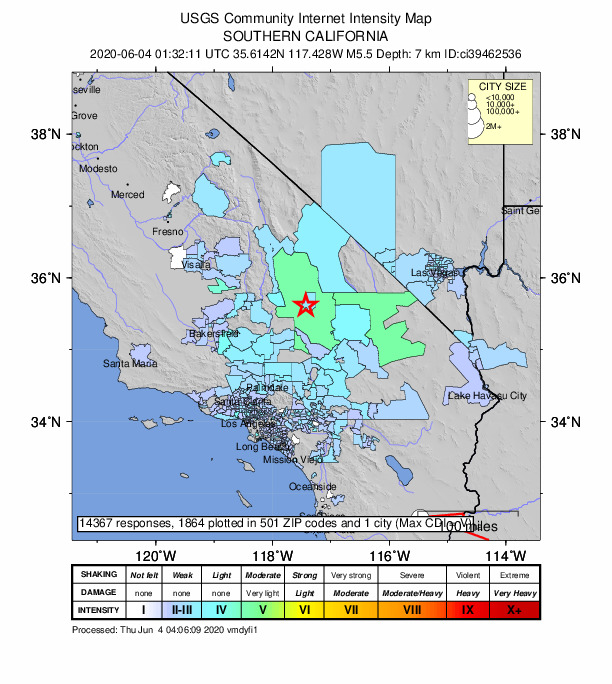 USGS Community Internet Intensity Map
SOUTHERN CALIFORNIA
2020-06-04 01:32:11 UTC 35.6142N 117.428W M5.5 Depth: 7 km ID:ci39462536
CITY SIZE
<10,000
10,000+
100,000+
2M+
seville
Grove
ockton
Modesto
Merced
Fresno
Visalia
Bakersfield
Santa Maria
Palmdale
Santa Clarita
Los Angeles
Long Beach
Mission Viejo
Oceanside
Las Vegas
Saint Ge
Lake Havasu City
38°N 38°N
36°N 36°N
34°N 34°N
14367 responses, 1864 plotted in 501 ZIP codes and 1 city (Max CDI = V)
100 miles
120°W 118°W 116°W 114°W
SHAKING Not felt Weak Light Moderate Strong Very strong Severe Violent Extreme
DAMAGE none none none Very light Light Moderate Moderate/Heavy Heavy Very Heavy
INTENSITY I II-III IV V VI VII VIII IX X+
Processed: Thu Jun 4 04:06:09 2020 vmdyfi1